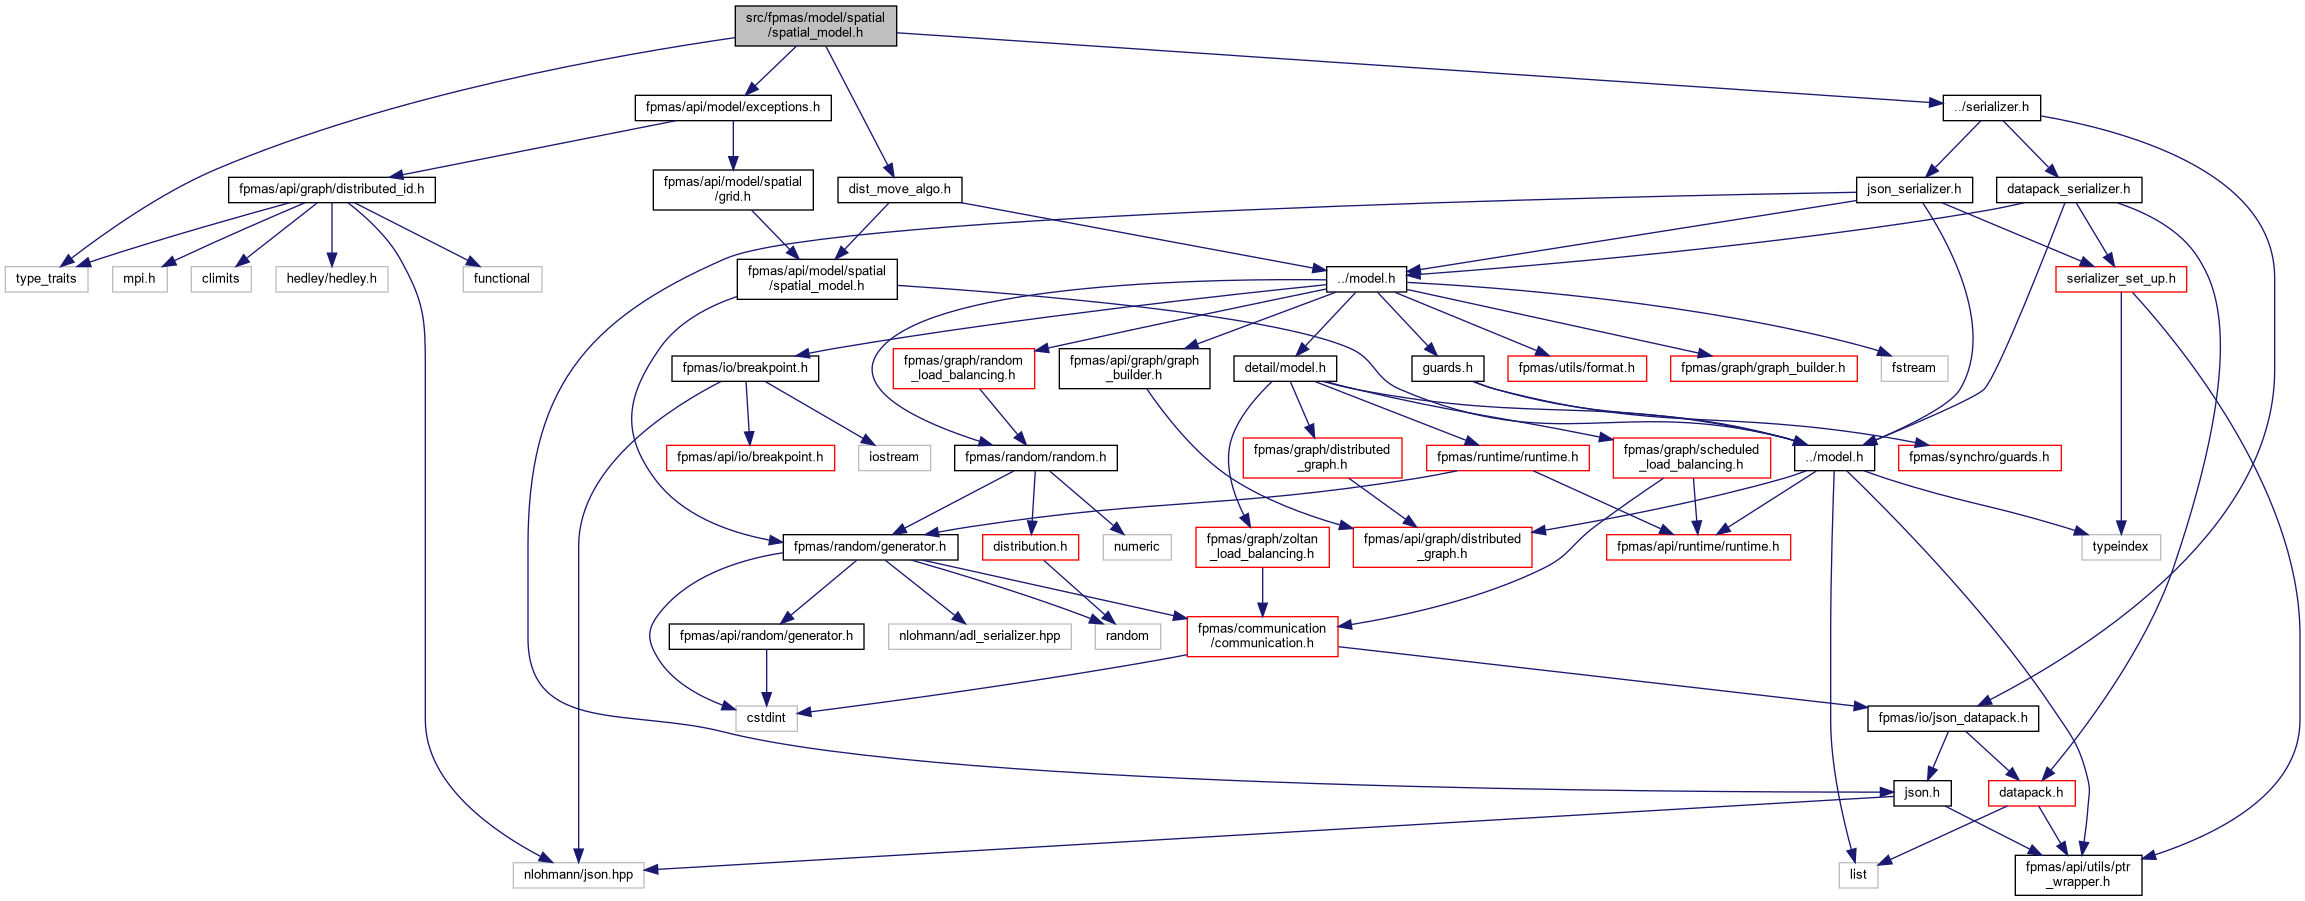 src/fpmas/model/spatial
/spatial_model.h
fpmas/api/model/exceptions.h
../serializer.h
fpmas/api/graph/distributed_id.h
fpmas/api/model/spatial
/grid.h
dist_move_algo.h
json_serializer.h
datapack_serializer.h
type_traits
mpi.h
climits
hedley/hedley.h
functional
fpmas/api/model/spatial
/spatial_model.h
../model.h
serializer_set_up.h
fpmas/io/breakpoint.h
fpmas/graph/random
_load_balancing.h
fpmas/api/graph/graph
_builder.h
detail/model.h
guards.h
fpmas/utils/format.h
fpmas/graph/graph_builder.h
fstream
fpmas/api/io/breakpoint.h
iostream
fpmas/random/random.h
fpmas/graph/distributed
_graph.h
fpmas/runtime/runtime.h
fpmas/graph/scheduled
_load_balancing.h
../model.h
fpmas/synchro/guards.h
fpmas/random/generator.h
distribution.h
numeric
fpmas/graph/zoltan
_load_balancing.h
fpmas/api/graph/distributed
_graph.h
fpmas/api/runtime/runtime.h
typeindex
fpmas/api/random/generator.h
nlohmann/adl_serializer.hpp
random
fpmas/communication
/communication.h
cstdint
fpmas/io/json_datapack.h
json.h
datapack.h
nlohmann/json.hpp
list
fpmas/api/utils/ptr
_wrapper.h